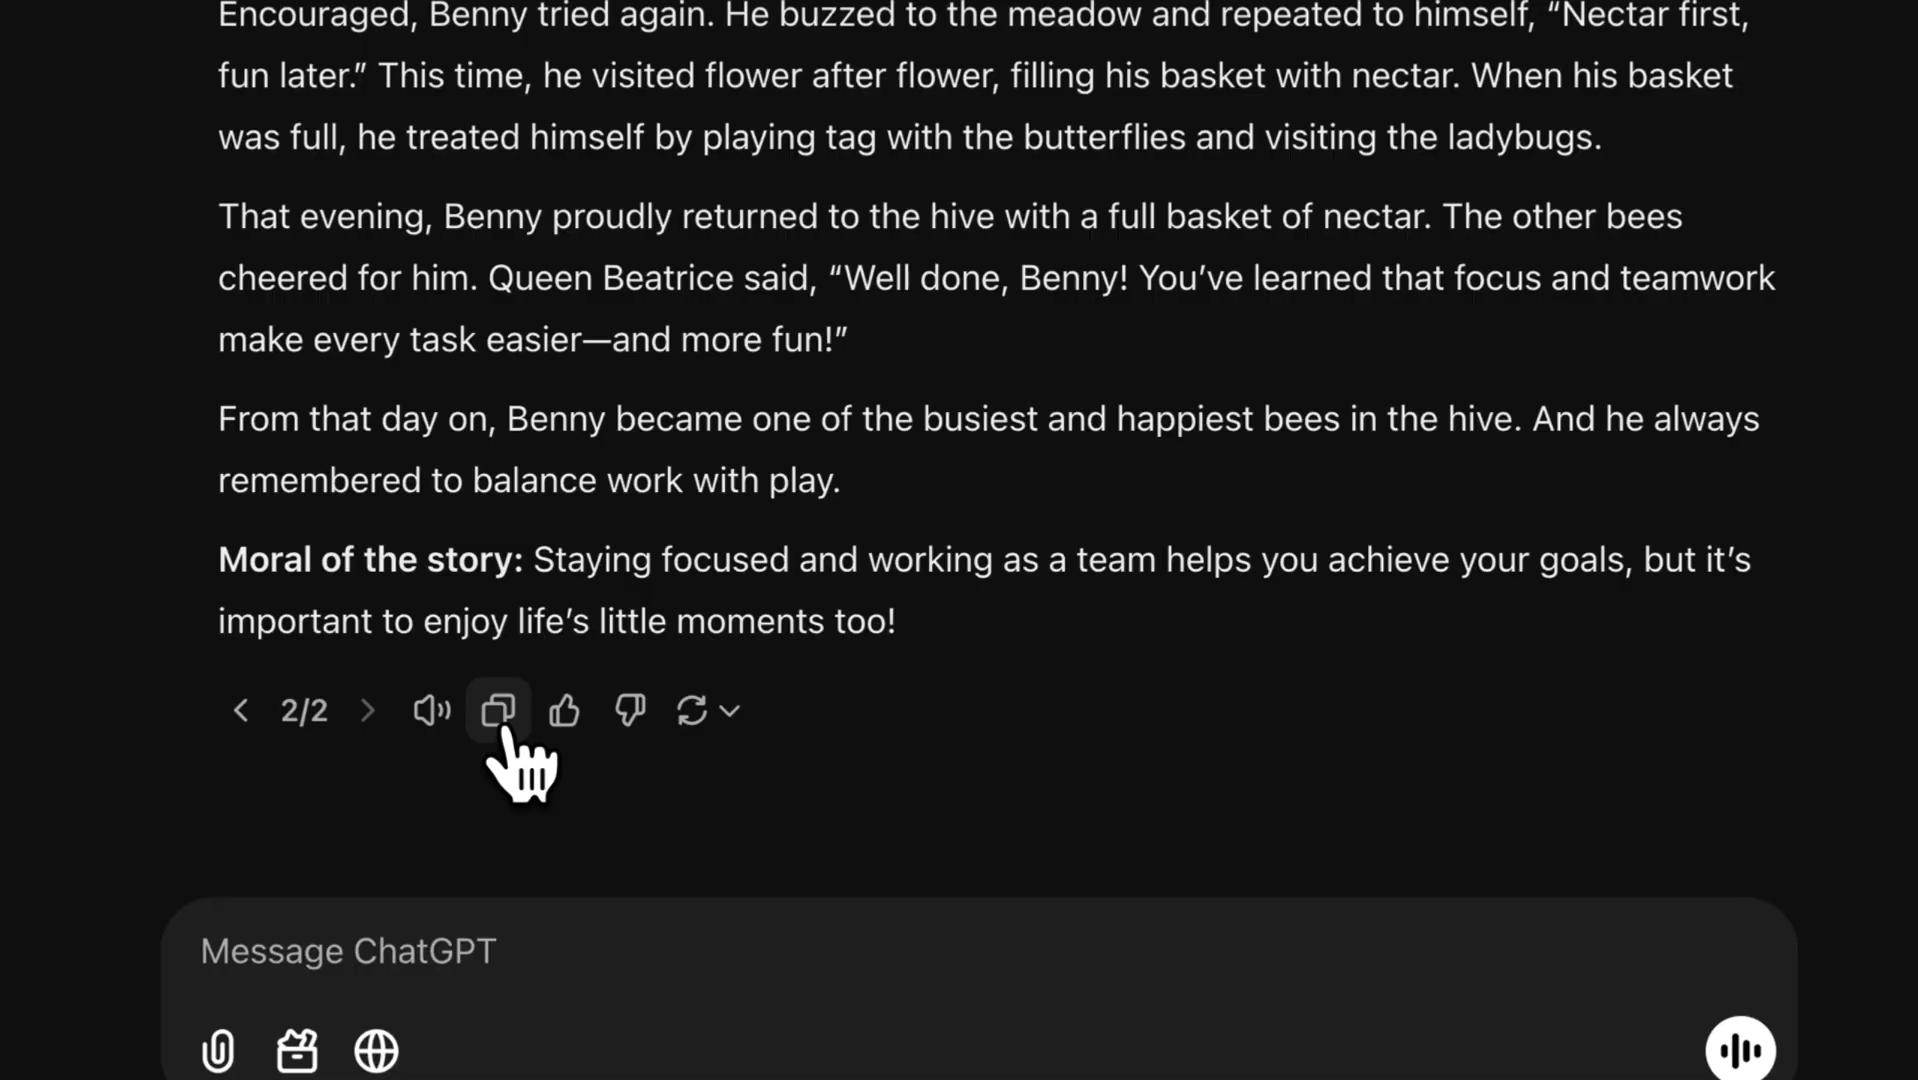 Encouraged, Benny tried again. He buzzed to the meadow and repeated to himself, “Nectar first,
fun later.” This time, he visited flower after flower, filling his basket with nectar. When his basket
was full, he treated himself by playing tag with the butterflies and visiting the ladybugs.
That evening, Benny proudly returned to the hive with a full basket of nectar. The other bees
cheered for him. Queen Beatrice said, “Well done, Benny! You’ve learned that focus and teamwork
make every task easier—and more fun!”
From that day on, Benny became one of the busiest and happiest bees in the hive. And he always
remembered to balance work with play.
Moral of the story: Staying focused and working as a team helps you achieve your goals, but it’s
important to enjoy life’s little moments too!
2/2
Message ChatGPT